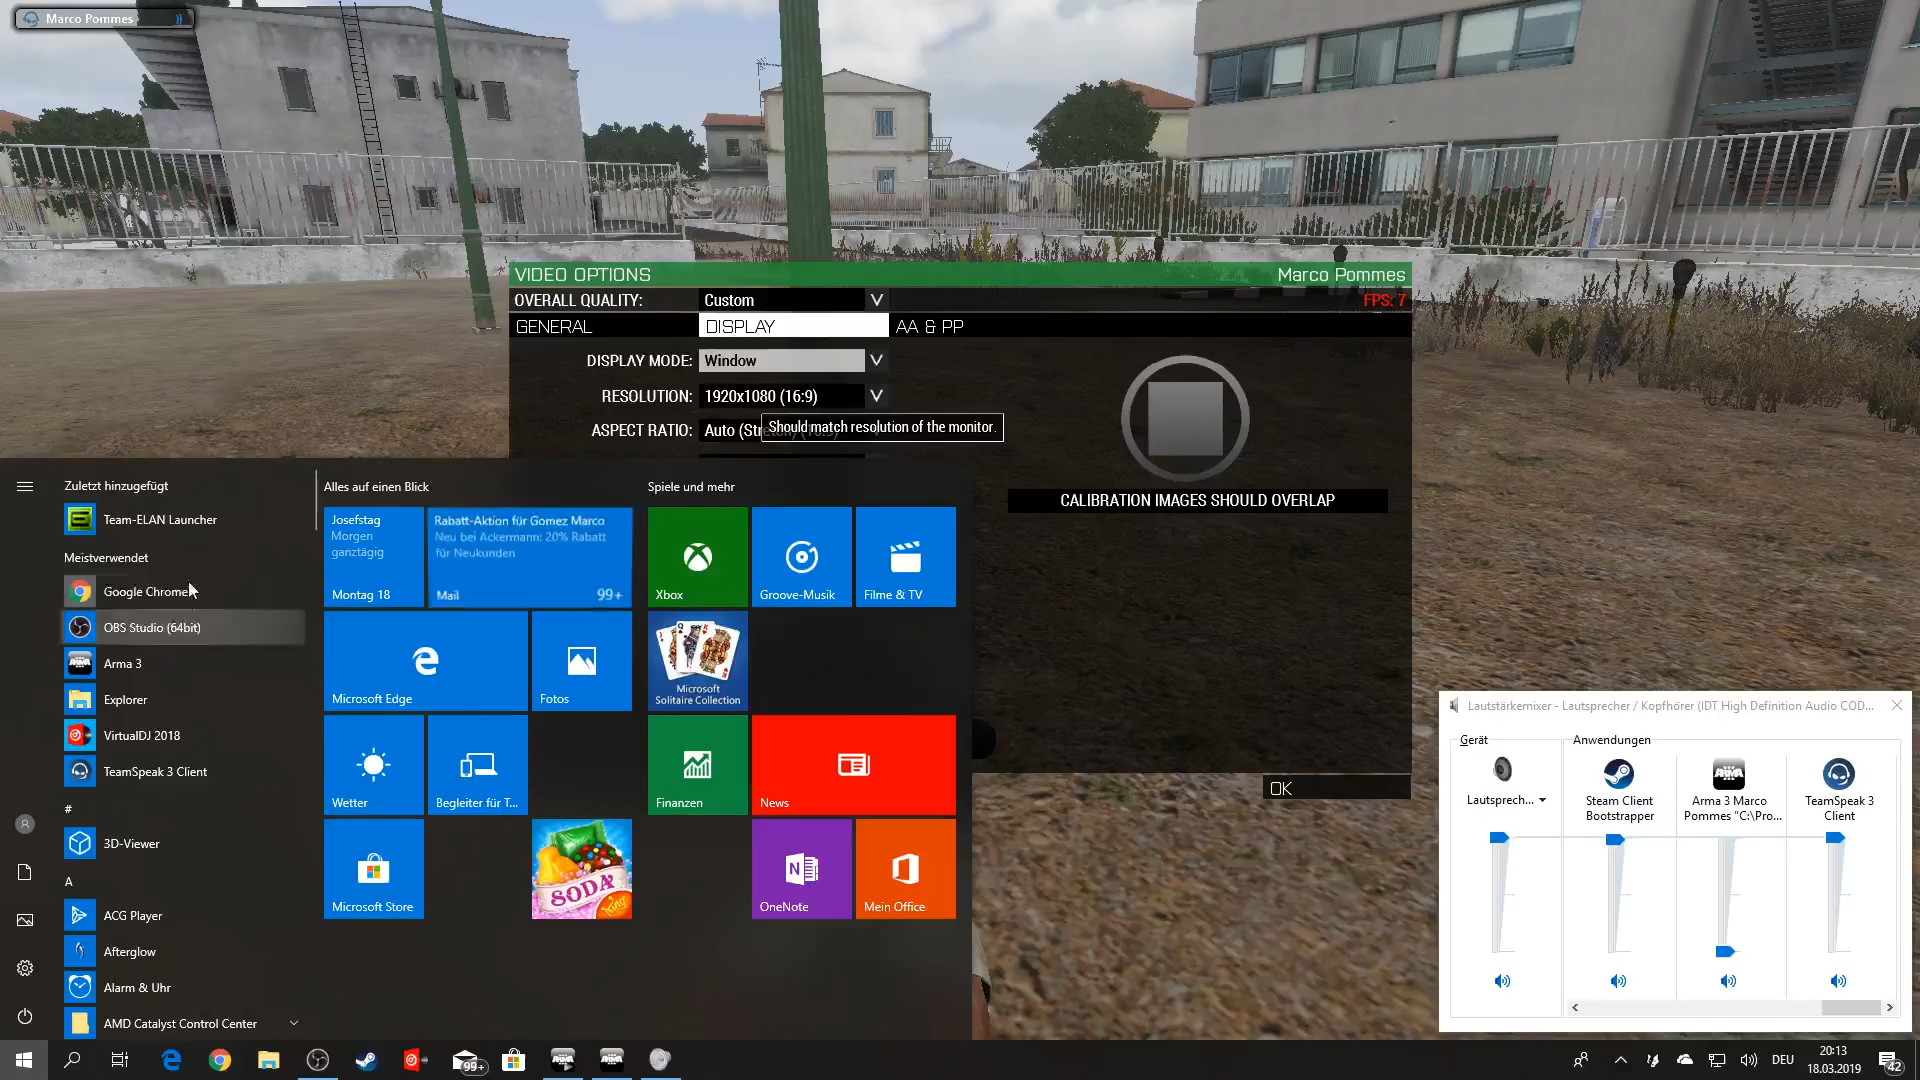 Marco Pommes
VIDEO OPTIONS
Marco Pommes
OVERALL QUALITY:
Custom
FPS: 7
GENERAL
DISPLAY
AA & PP
DISPLAY MODE:
Window
RESOLUTION:
1920x1080 (16:9)
ASPECT RATIO:
Auto
Should match resolution of the monitor.
CALIBRATION IMAGES SHOULD OVERLAP
OK
Zuletzt hinzugefügt
Team-ELAN Launcher
Meistverwendet
Google Chrome
OBS Studio (64bit)
Arma 3
Explorer
VirtualDJ 2018
TeamSpeak 3 Client
#
3D-Viewer
A
ACG Player
Afterglow
Alarm & Uhr
AMD Catalyst Control Center
Alles auf einen Blick
Josefstag
Morgen
ganztägig
Montag 18
Rabatt-Aktion für Gomez Marco
Neu bei Ackermann: 20% Rabatt
für Neukunden
Mail
99+
Microsoft Edge
Fotos
Wetter
Begleiter für T...
Microsoft Store
SODA
King
Spiele und mehr
Xbox
Groove-Musik
Filme & TV
Microsoft
Solitaire Collection
Finanzen
News
OneNote
Mein Office
Lautstärkemixer - Lautsprecher / Kopfhörer (IDT High Definition Audio COD...
Gerät
Anwendungen
Lautsprech...
Steam Client
Bootstrapper
ARMA
Arma 3 Marco
Pommes "C:\Pro...
TeamSpeak 3
Client
99+
DEU
20:13
18.03.2019
42